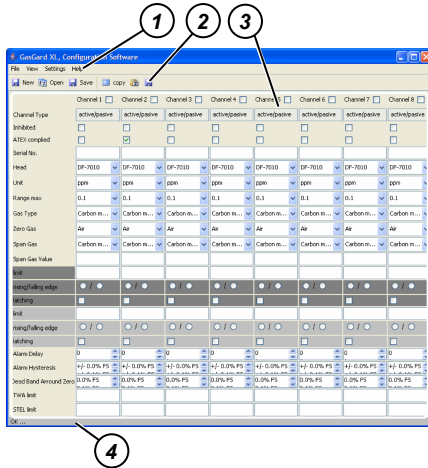 1 2 3
GasGard XL, Configuration Software
File View Settings Help
New Open Save copy
Channel 1 Channel 2 Channel 3 Channel 4 Channel 5 Channel 6 Channel 7 Channel 8
Channel Type active/pasive active/pasive active/pasive active/pasive active/pasive active/pasive active/pasive active/pasive
Inhibited
ATEX complied
Serial No.
Head DF-7010 DF-7010 DF-7010 DF-7010 DF-7010 DF-7010 DF-7010 DF-7010
Unit ppm ppm ppm ppm ppm ppm ppm ppm
Range max 0.1 0.1 0.1 0.1 0.1 0.1 0.1 0.1
Gas Type Carbon m... Carbon m... Carbon m... Carbon m... Carbon m... Carbon m... Carbon m... Carbon m...
Zero Gas Air Air Air Air Air Air Air Air
Span Gas Carbon m... Carbon m... Carbon m... Carbon m... Carbon m... Carbon m... Carbon m... Carbon m...
Span Gas Value
limit
rising/falling edge / / / / / / / /
latching
limit
rising/falling edge / / / / / / / /
latching
Alarm Delay 0 0 0 0 0 0 0 0
Alarm Hysteresis +/- 0.0% FS +/- 0.0% FS +/- 0.0% FS +/- 0.0% FS +/- 0.0% FS +/- 0.0% FS +/- 0.0% FS +/- 0.0% FS
Dead Band Arround Zero 0.0% FS 0.0% FS 0.0% FS 0.0% FS 0.0% FS 0.0% FS 0.0% FS 0.0% FS
TWA limit
STEL limit
OK ...
4